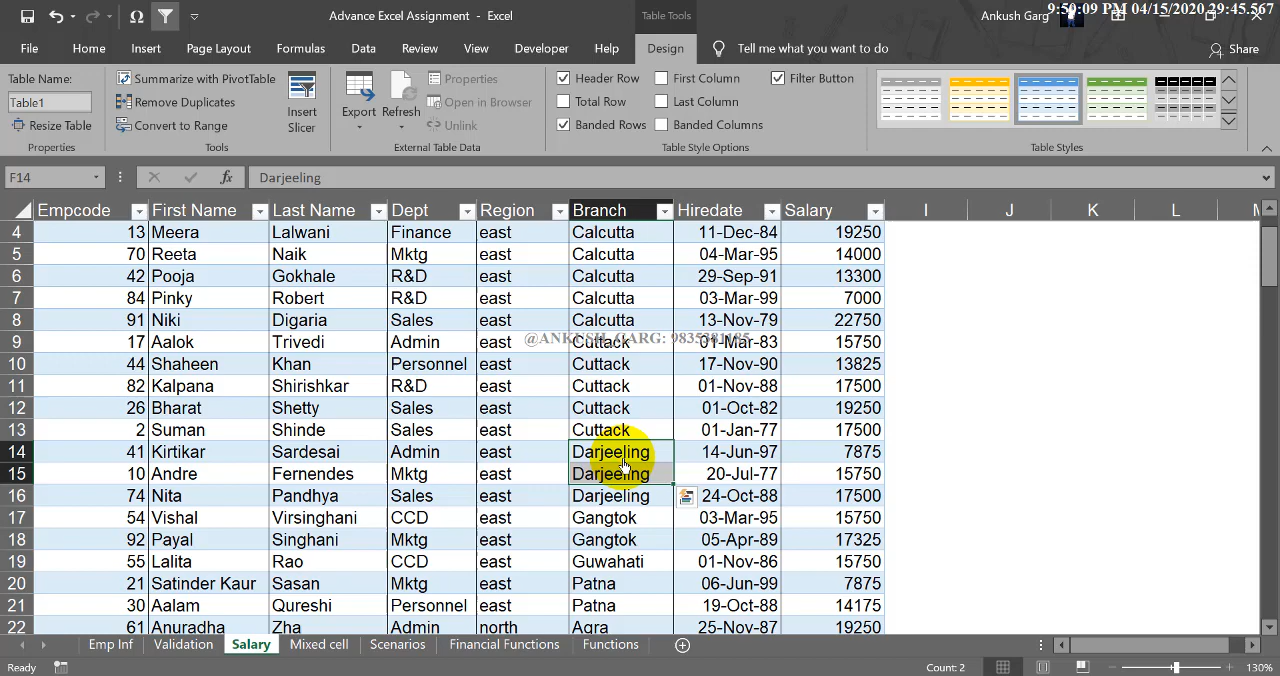 9:50:09 PM 04/15/2020 29:45.567
Advance Excel Assignment - Excel
Table Tools
Ankush Garg
File Home Insert Page Layout Formulas Data Review View Developer Help Design Tell me what you want to do Share
Table Name:
Table1
Resize Table
Properties
Summarize with PivotTable
Remove Duplicates
Convert to Range
Tools
Insert
Slicer
Export
Refresh
Properties
Open in Browser
Unlink
External Table Data
Header Row First Column Filter Button
Total Row Last Column
Banded Rows Banded Columns
Table Style Options
Table Styles
F14 fx Darjeeling
Empcode First Name Last Name Dept Region Branch Hiredate Salary I J K L
4 13 Meera Lalwani Finance east Calcutta 11-Dec-84 19250
5 70 Reeta Naik Mktg east Calcutta 04-Mar-95 14000
6 42 Pooja Gokhale R&D east Calcutta 29-Sep-91 13300
7 84 Pinky Robert R&D east Calcutta 03-Mar-99 7000
8 91 Niki Digaria Sales east Calcutta 13-Nov-79 22750
@ANKUSH_GARG: 9835381185
9 17 Aalok Trivedi Admin east Cuttack 01-Mar-83 15750
10 44 Shaheen Khan Personnel east Cuttack 17-Nov-90 13825
11 82 Kalpana Shirishkar R&D east Cuttack 01-Nov-88 17500
12 26 Bharat Shetty Sales east Cuttack 01-Oct-82 19250
13 2 Suman Shinde Sales east Cuttack 01-Jan-77 17500
14 41 Kirtikar Sardesai Admin east Darjeeling 14-Jun-97 7875
15 10 Andre Fernendes Mktg east Darjeeling 20-Jul-77 15750
16 74 Nita Pandhya Sales east Darjeeling 24-Oct-88 17500
17 54 Vishal Virsinghani CCD east Gangtok 03-Mar-95 15750
18 92 Payal Singhani CCD east Gangtok 05-Apr-89 17325
19 55 Lalita Rao CCD east Guwahati 01-Nov-86 15750
20 21 Satinder Kaur Sasan Mktg east Patna 06-Jun-99 7875
21 30 Aalam Qureshi Personnel east Patna 19-Oct-88 14175
22 61 Anuradha Zha Admin north Agra 25-Nov-87 19250
Emp Inf Validation Salary Mixed cell Scenarios Financial Functions Functions
Ready Count: 2 130%